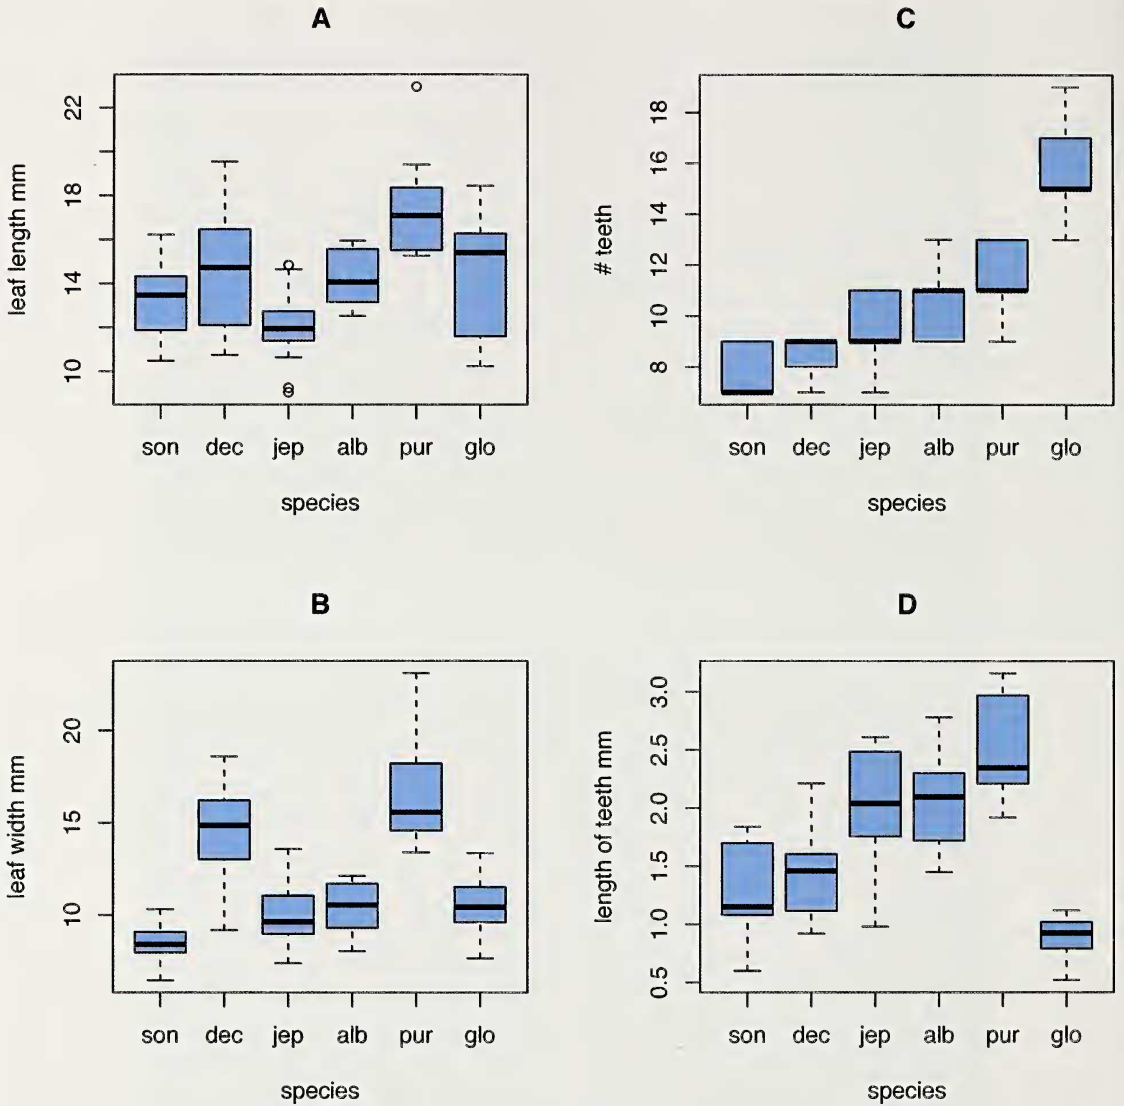 A
leaf length mm
22
18
14
10
son dec jep alb pur glo
species
C
# teeth
18
16
14
12
10
8
son dec jep alb pur glo
species
B
leaf width mm
20
15
10
son dec jep alb pur glo
species
D
length of teeth mm
3.0
2.5
2.0
1.5
1.0
0.5
son dec jep alb pur glo
species